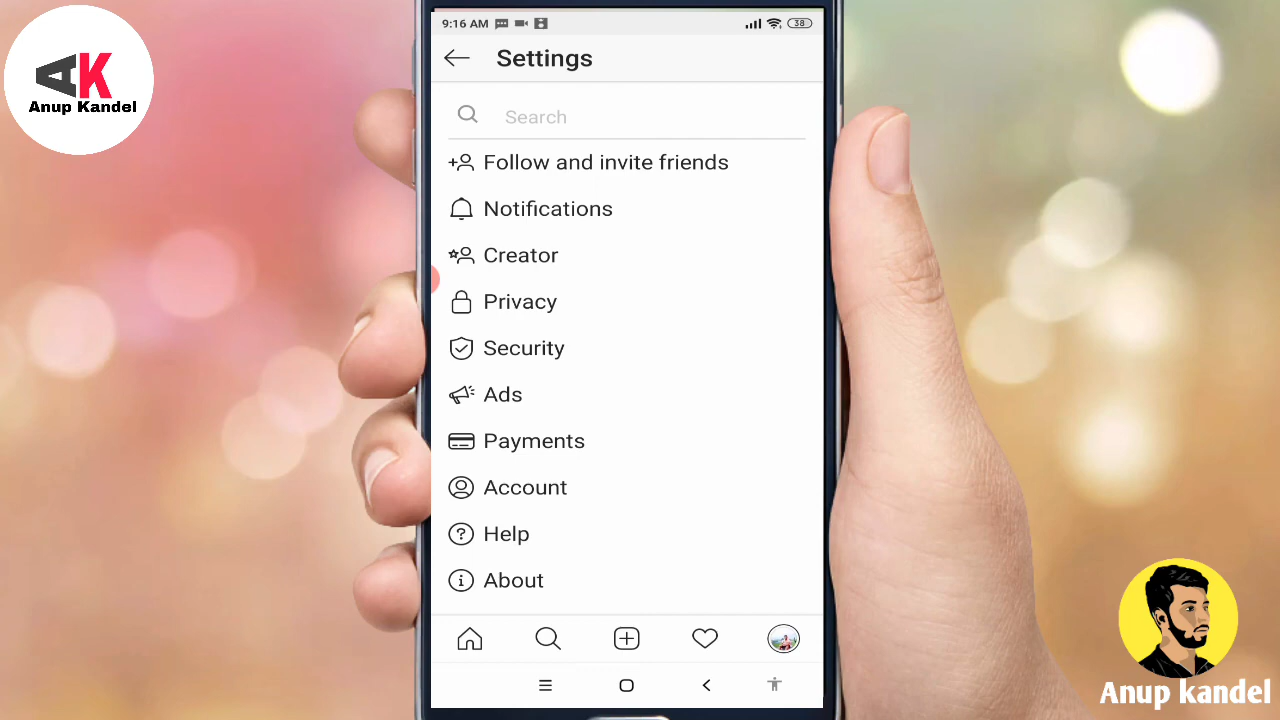 AK
Anup Kandel
9:16 AM
38
Settings
Search
Follow and invite friends
Notifications
Creator
Privacy
Security
Ads
Payments
Account
Help
About
Anup kandel